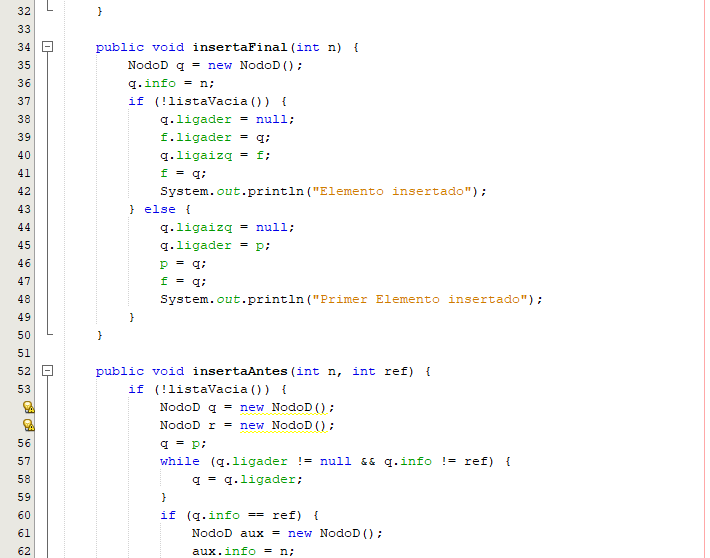 32 }
33
34 public void insertaFinal(int n) {
35 NodoD q = new NodoD();
36 q.info = n;
37 if (!listaVacia()) {
38 q.ligader = null;
39 f.ligader = q;
40 q.ligaizq = f;
41 f = q;
42 System.out.println("Elemento insertado");
43 } else {
44 q.ligaizq = null;
45 q.ligader = p;
46 p = q;
47 f = q;
48 System.out.println("Primer Elemento insertado");
49 }
50 }
51
52 public void insertaAntes(int n, int ref) {
53 if (!listaVacia()) {
NodoD q = new NodoD();
NodoD r = new NodoD();
56 q = p;
57 while (q.ligader != null && q.info != ref) {
58 q = q.ligader;
59 }
60 if (q.info == ref) {
61 NodoD aux = new NodoD();
62 aux.info = n;